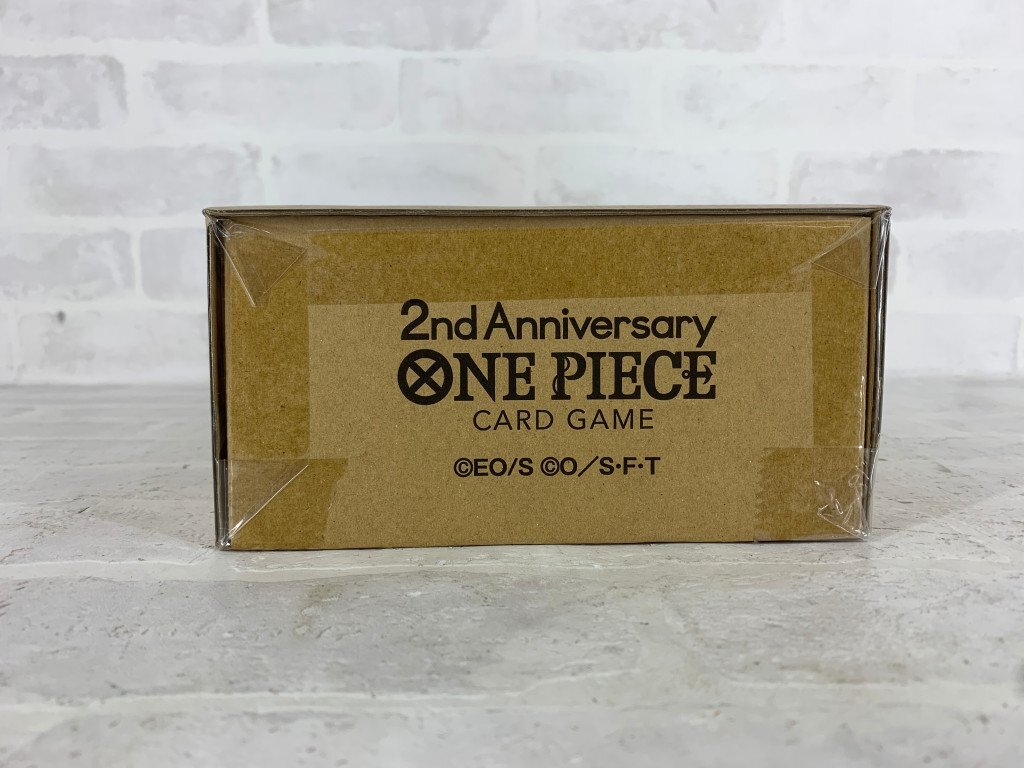 2nd Anniversary
ONE PIECE
CARD GAME
©EO/S ©O／S·F·T